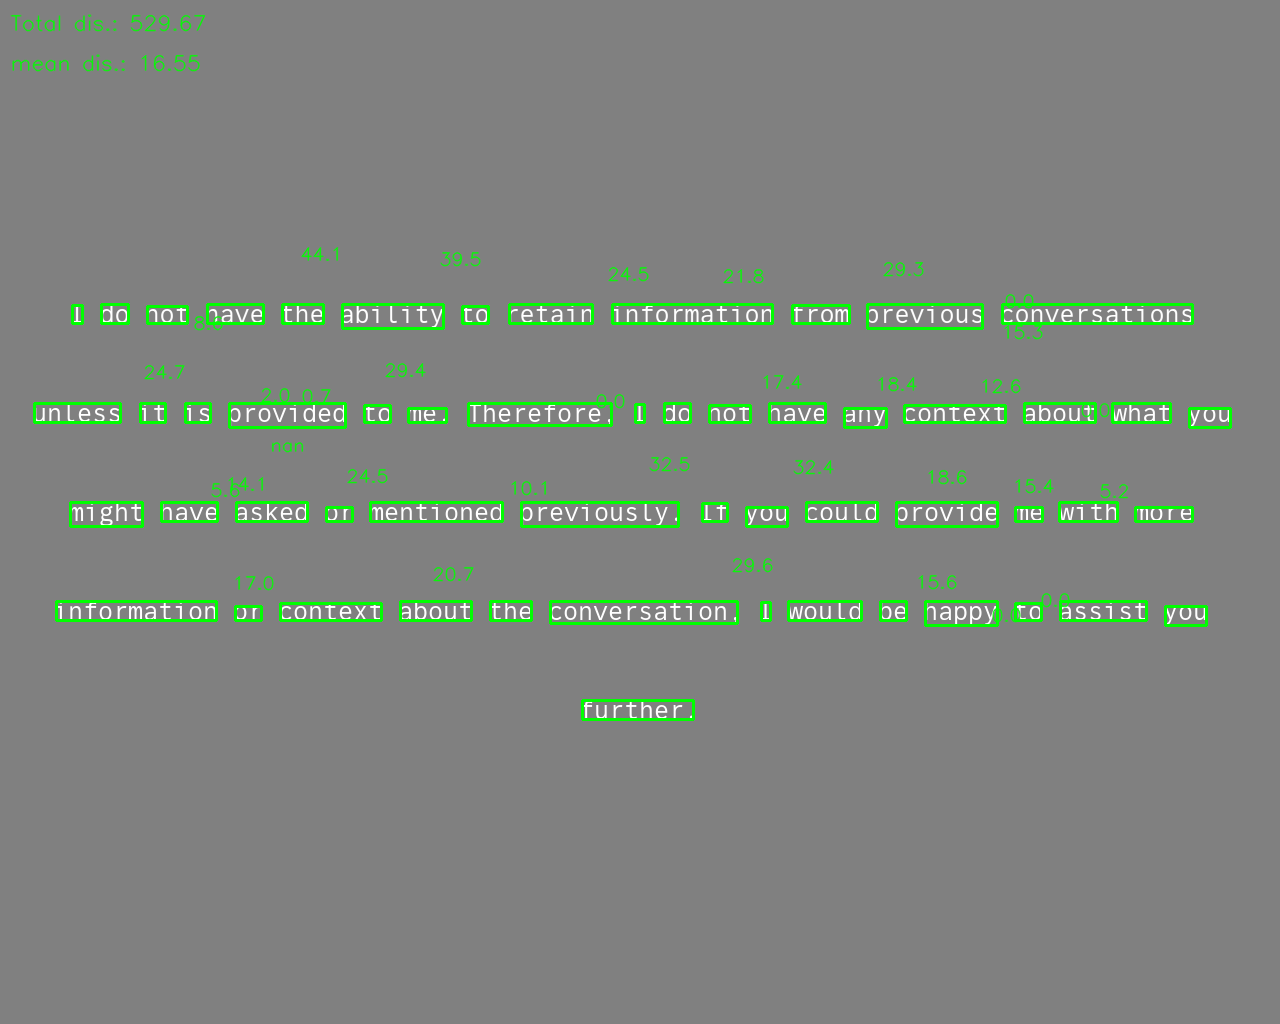 Total dis.: 529.67
mean dis.: 16.55
44.1 39.5 24.5 21.8 29.3 0.0
I do not have the ability to retain information from previous conversations
8.6 15.3
24.7 2.0 0.7 29.4 0.0 17.4 18.4 12.6
unless it is provided to me. Therefore, I do not have any context about what you
nan
5.6 14.1 24.5 10.1 32.5 32.4 18.6 15.4 5.2
might have asked or mentioned previously. If you could provide me with more
17.0 20.7 29.6 15.6 0.9
information or context about the conversation, I would be happy to assist you
further.